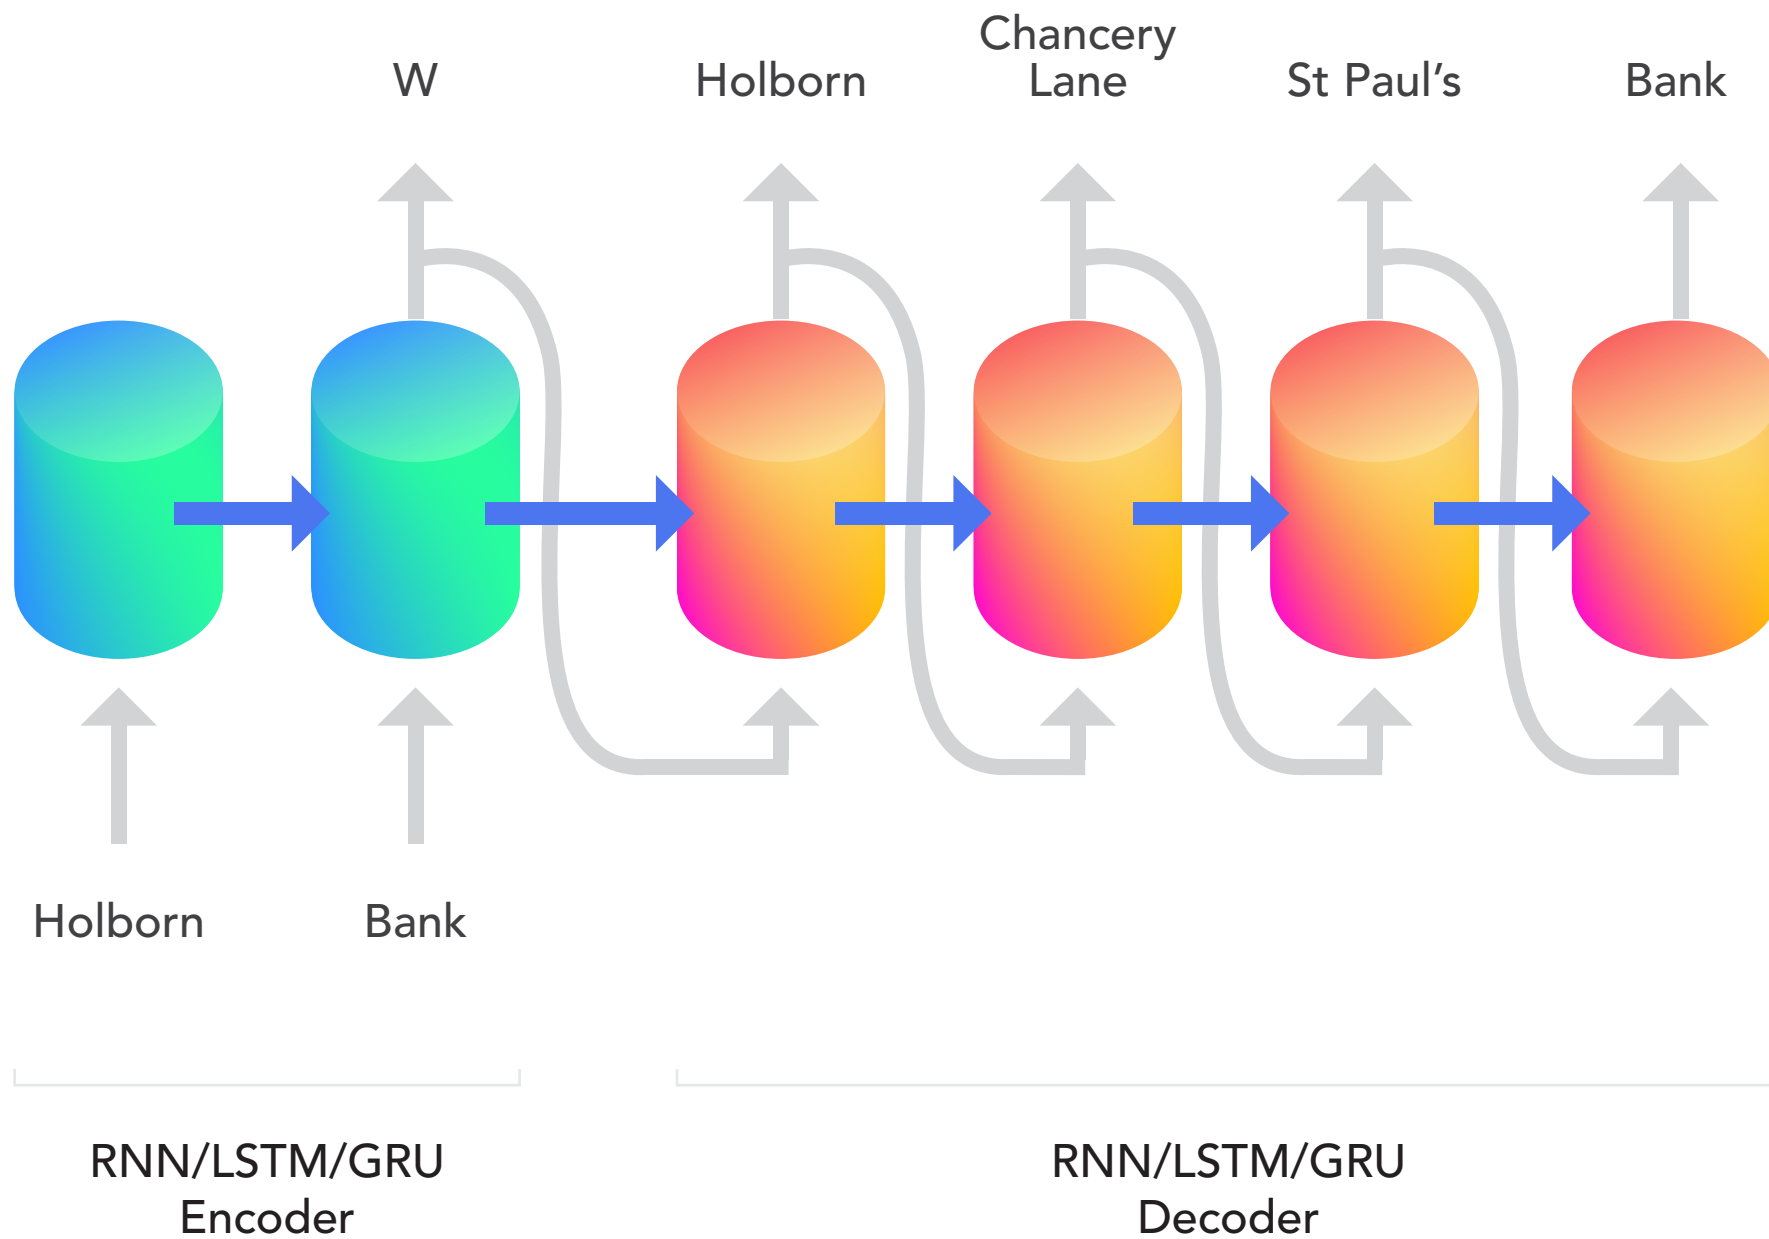 W
Holborn
Chancery
Lane
St Paul’s
Bank
Holborn
Bank
RNN/LSTM/GRU
Encoder
RNN/LSTM/GRU
Decoder